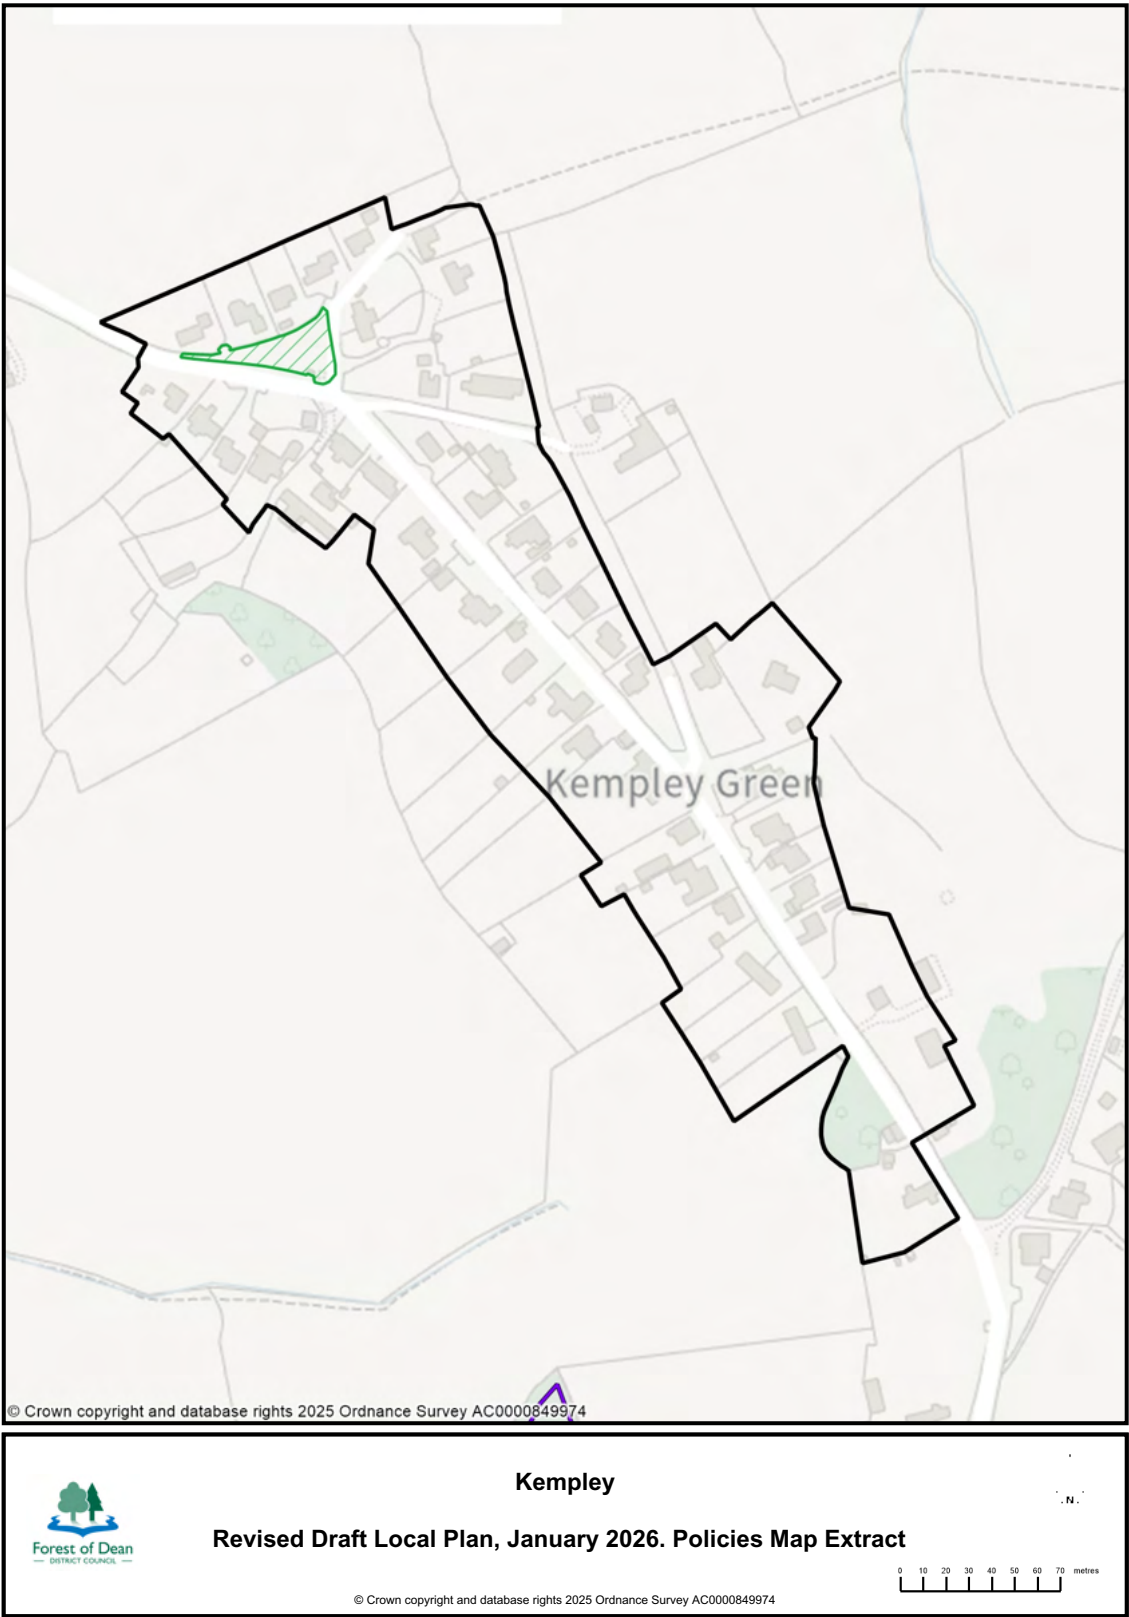 Kempley Green
© Crown copyright and database rights 2025 Ordnance Survey AC0000849974
Kempley
N
Revised Draft Local Plan, January 2026. Policies Map Extract
Forest of Dean
DISTRICT COUNCIL
0 10 20 30 40 50 60 70 metres
© Crown copyright and database rights 2025 Ordnance Survey AC0000849974